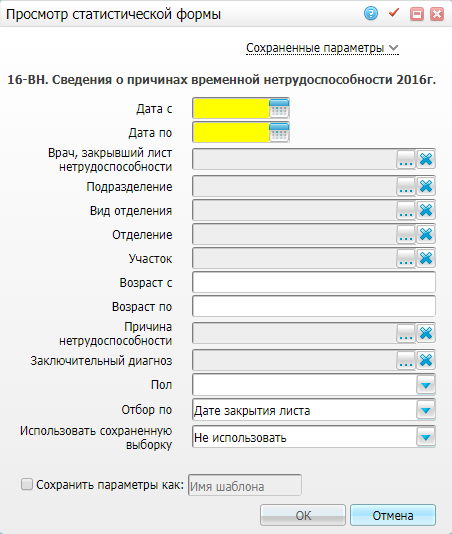 Просмотр статистической формы
Сохраненные параметры
16-ВН. Сведения о причинах временной нетрудоспособности 2016г.
Дата с
Дата по
Врач, закрывший лист
нетрудоспособности
Подразделение
Вид отделения
Отделение
Участок
Возраст с
Возраст по
Причина
нетрудоспособности
Заключительный диагноз
Пол
Отбор по Дате закрытия листа
Использовать сохраненную
выборку Не использовать
Сохранить параметры как: Имя шаблона
ОК Отмена